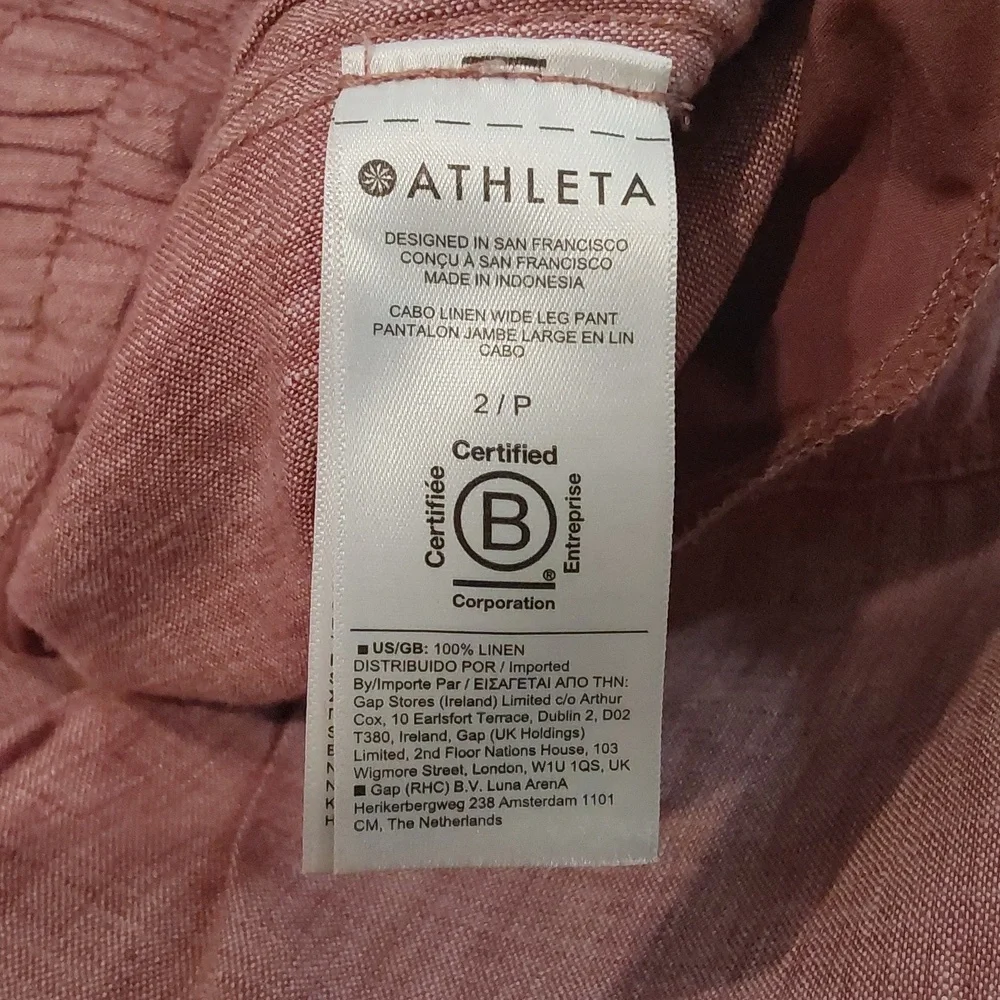 ATHLETA
DESIGNED IN SAN FRANCISCO
CONÇU À SAN FRANCISCO
MADE IN INDONESIA
CABO LINEN WIDE LEG PANT
PANTALON JAMBE LARGE EN LIN
CABO
2 / P
Certified
Certifiée
B
Entreprise
®
Corporation
■ US/GB: 100% LINEN
DISTRIBUIDO POR / Imported
By/Importe Par / ΕΙΣΑΓΕΤΑΙ ΑΠΟ ΤΗΝ:
Gap Stores (Ireland) Limited c/o Arthur
Cox, 10 Earlsfort Terrace, Dublin 2, D02
T380, Ireland, Gap (UK Holdings)
Limited, 2nd Floor Nations House, 103
Wigmore Street, London, W1U 1QS, UK
■ Gap (RHC) B.V. Luna ArenA
Herikerbergweg 238 Amsterdam 1101
CM, The Netherlands